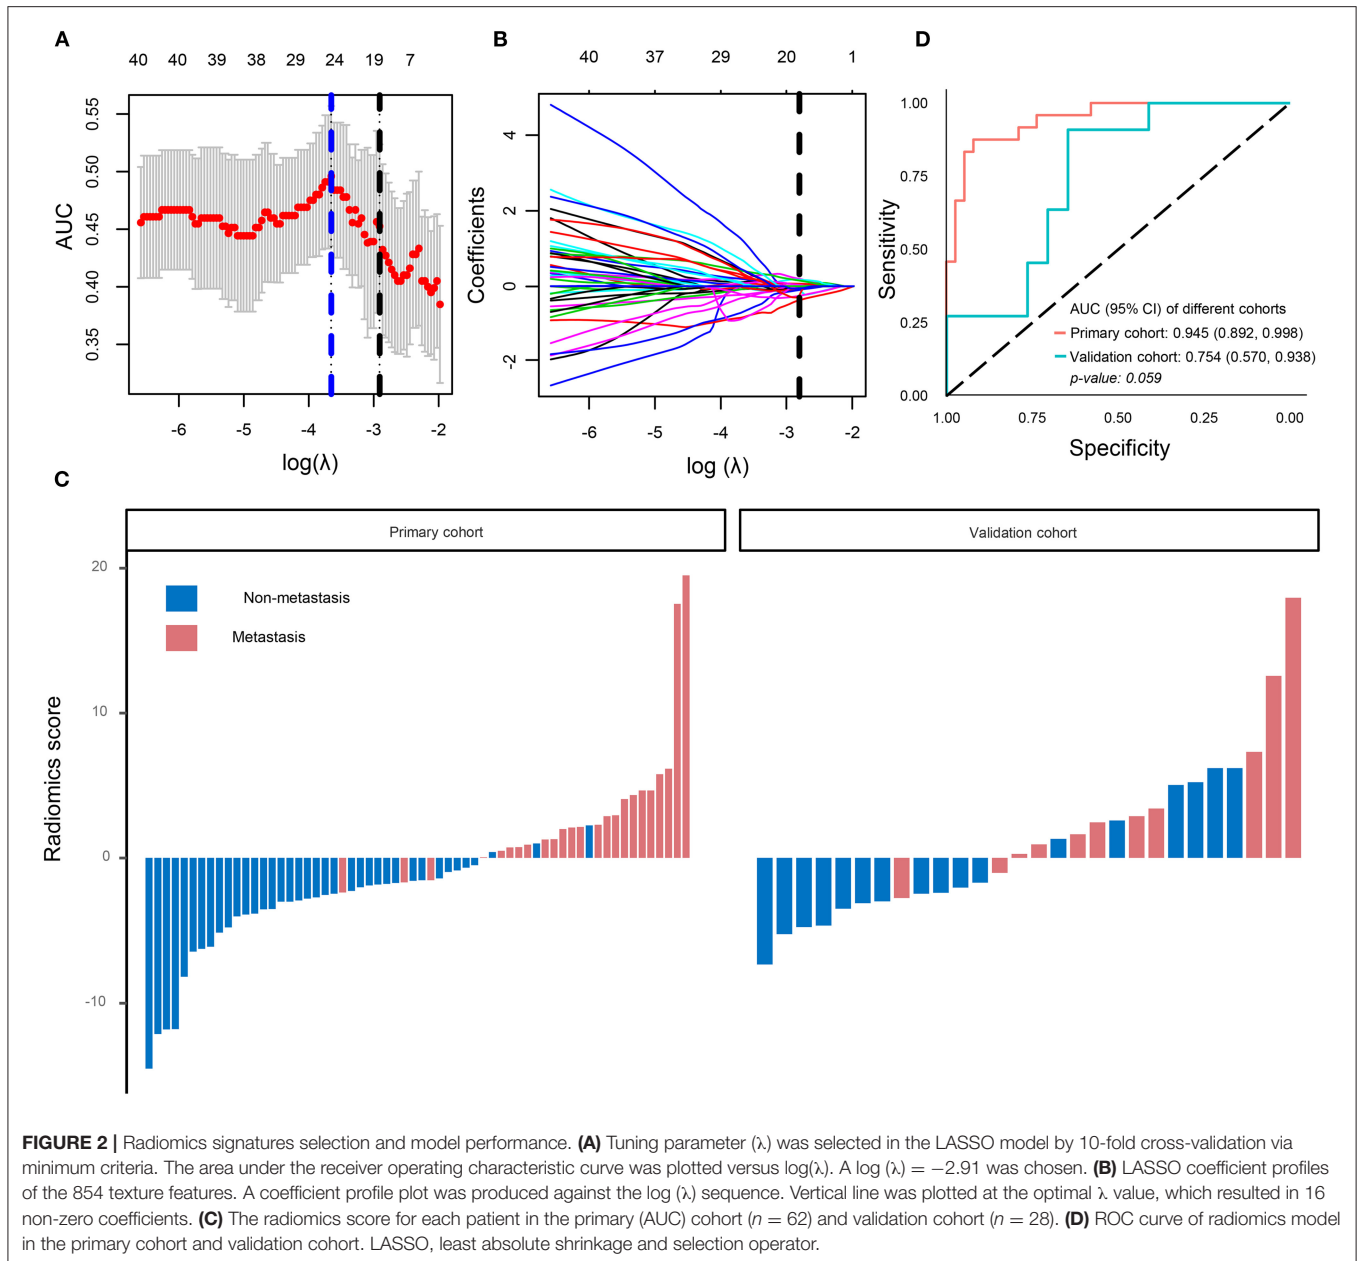 A
40 40 39 38 29 24 19 7
AUC
0.55
0.50
0.45
0.40
0.35
-6 -5 -4 -3 -2
log(λ)
B
40 37 29 20 1
Coefficients
4
2
0
-2
-6 -5 -4 -3 -2
log (λ)
D
Sensitivity
1.00
0.75
0.50
0.25
0.00
AUC (95% CI) of different cohorts
Primary cohort: 0.945 (0.892, 0.998)
Validation cohort: 0.754 (0.570, 0.938)
p-value: 0.059
1.00 0.75 0.50 0.25 0.00
Specificity
C
Primary cohort
Validation cohort
Radiomics score
20
10
0
-10
Non-metastasis
Metastasis
FIGURE 2 | Radiomics signatures selection and model performance. (A) Tuning parameter (λ) was selected in the LASSO model by 10-fold cross-validation via
minimum criteria. The area under the receiver operating characteristic curve was plotted versus log(λ). A log (λ) = −2.91 was chosen. (B) LASSO coefficient profiles
of the 854 texture features. A coefficient profile plot was produced against the log (λ) sequence. Vertical line was plotted at the optimal λ value, which resulted in 16
non-zero coefficients. (C) The radiomics score for each patient in the primary (AUC) cohort (n = 62) and validation cohort (n = 28). (D) ROC curve of radiomics model
in the primary cohort and validation cohort. LASSO, least absolute shrinkage and selection operator.